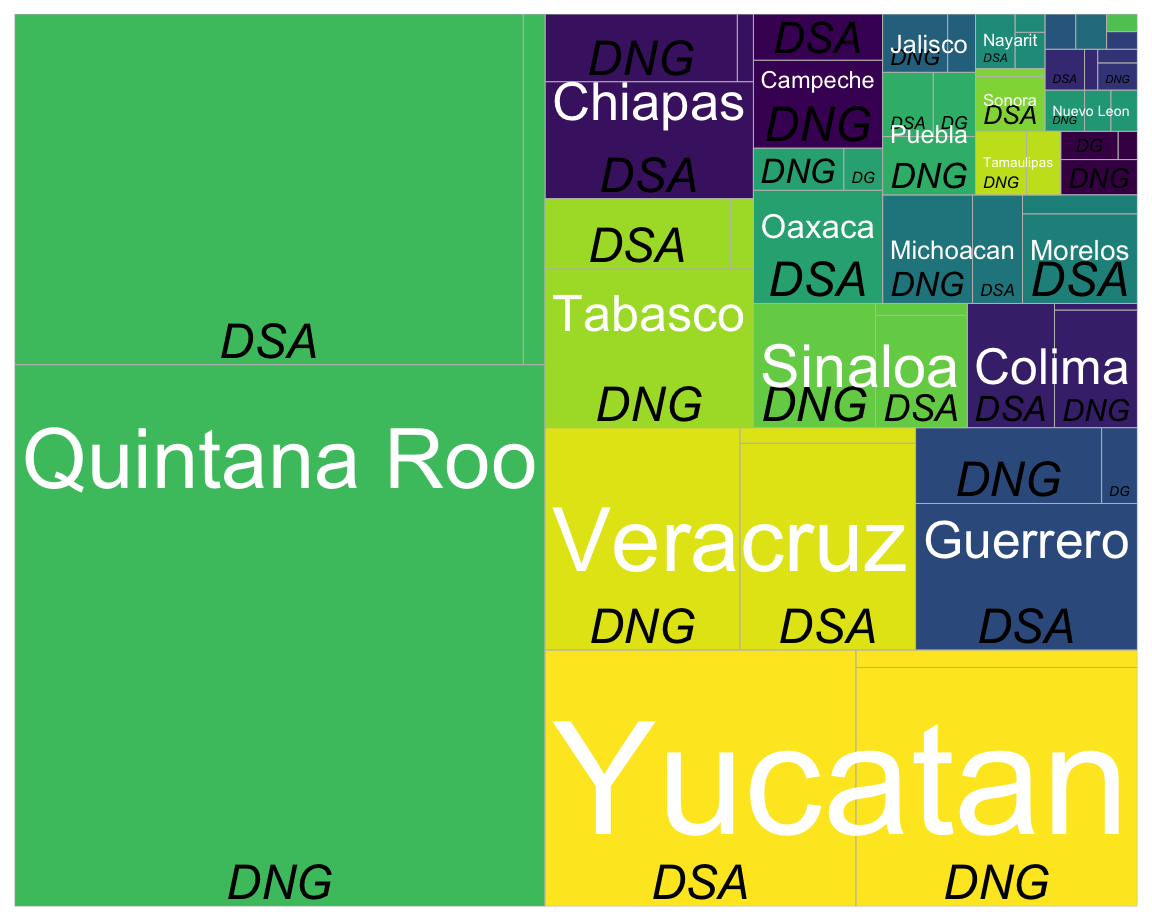 DSA
Quintana Roo
DNG
DNG
Chiapas
DSA
DSA
Tabasco
DNG
DSA
Campeche
DNG
DNG
DG
Oaxaca
DSA
Jalisco
DNG
DSA
DG
Puebla
DNG
Nayarit
DSA
Sonora
DSA
Tamaulipas
DNG
DSA
DNG
Nuevo Leon
DNG
DG
DNG
Michoacan
DNG
DSA
Morelos
DSA
Sinaloa
DNG
DSA
Colima
DSA
DNG
Veracruz
DNG
DSA
DNG
DG
Guerrero
DSA
Yucatan
DSA
DNG